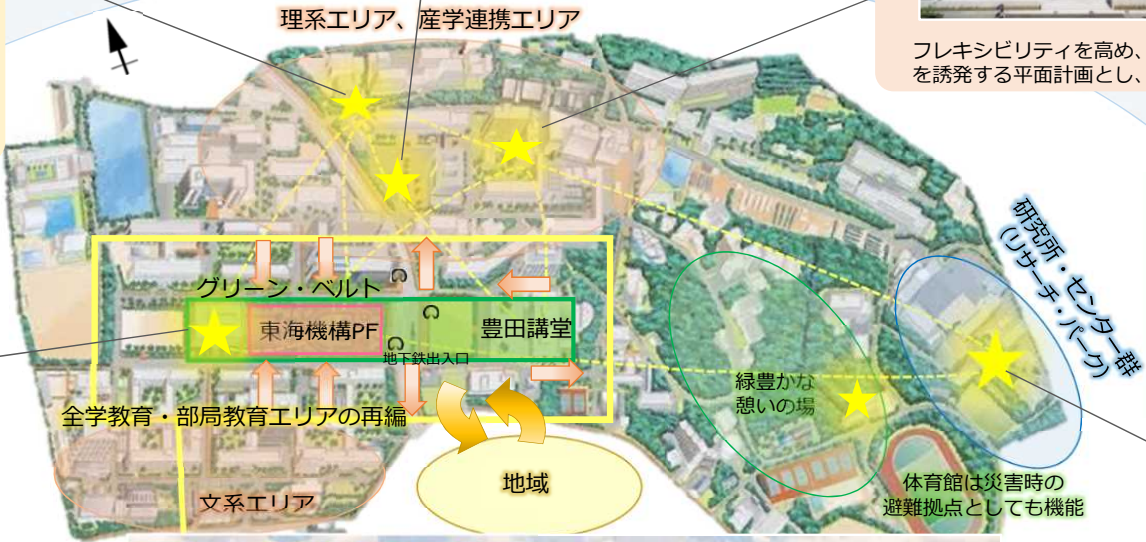 理系エリア、産学連携エリア
フレキシビリティを高め、
を誘発する平面計画とし、
研究所・センター群
(リサーチ・パーク)
グリーン・ベルト
東海機構PF
豊田講堂
地下鉄出入口
緑豊かな
憩いの場
全学教育・部局教育エリアの再編
文系エリア
地域
体育館は災害時の
避難拠点としても機能